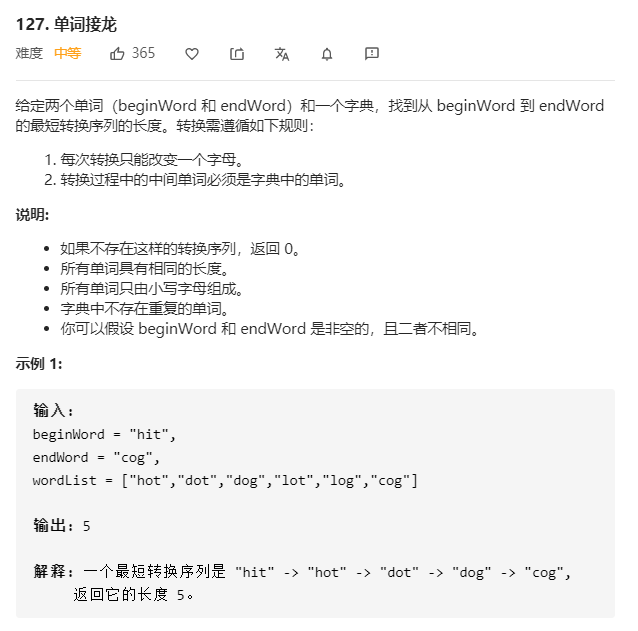 127. 单词接龙
难度 中等 365
给定两个单词（beginWord 和 endWord）和一个字典，找到从 beginWord 到 endWord
的最短转换序列的长度。转换需遵循如下规则：
1. 每次转换只能改变一个字母。
2. 转换过程中的中间单词必须是字典中的单词。
说明:
• 如果不存在这样的转换序列，返回 0。
• 所有单词具有相同的长度。
• 所有单词只由小写字母组成。
• 字典中不存在重复的单词。
• 你可以假设 beginWord 和 endWord 是非空的，且二者不相同。
示例 1:
输入:
beginWord = "hit",
endWord = "cog",
wordList = ["hot","dot","dog","lot","log","cog"]
输出: 5
解释: 一个最短转换序列是 "hit" -> "hot" -> "dot" -> "dog" -> "cog",
返回它的长度 5。